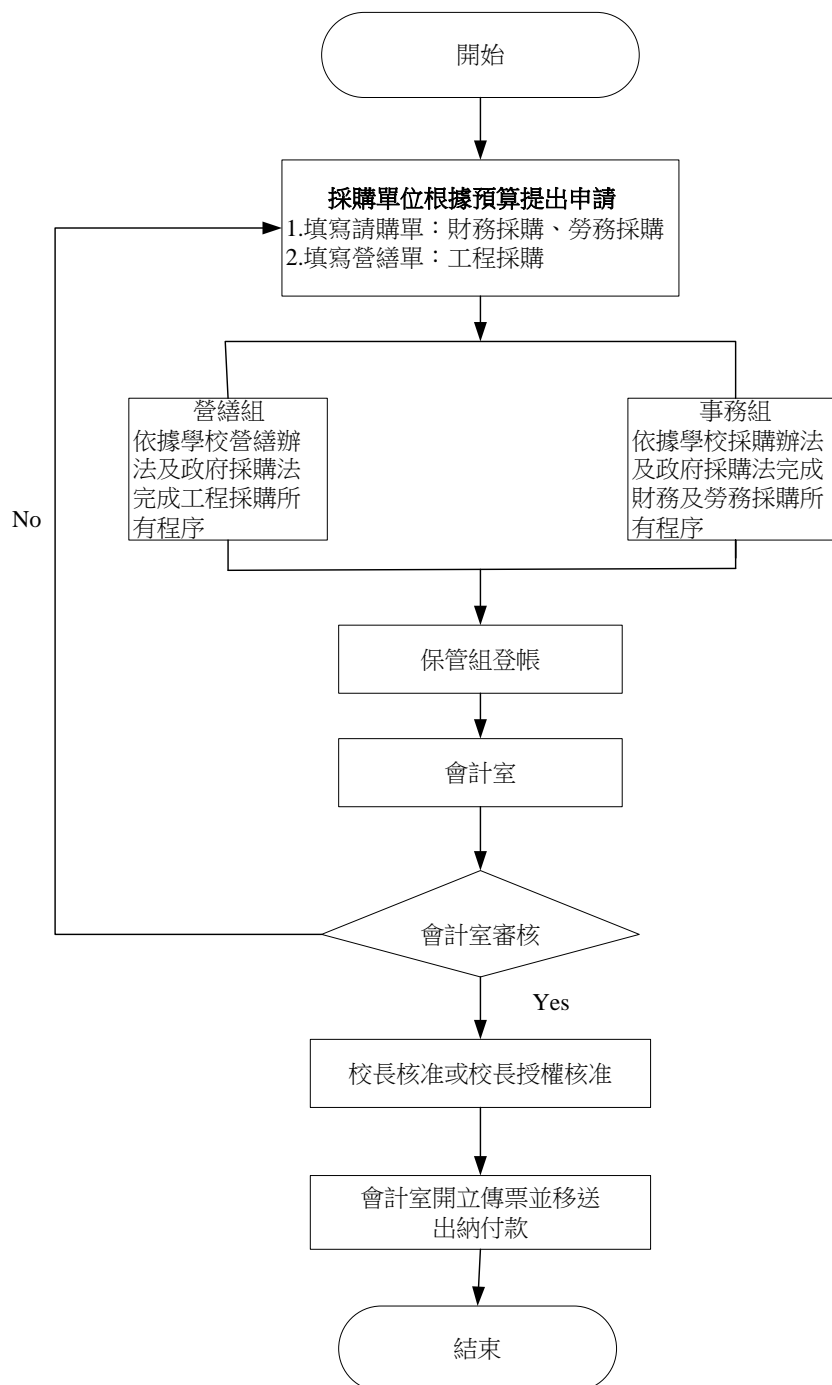 開始
採購單位根據預算提出申請
1.填寫請購單：財務採購、勞務採購
2.填寫營繕單：工程採購
營繕組
依據學校營繕辦
法及政府採購法
完成工程採購所
有程序
事務組
依據學校採購辦法
及政府採購法完成
財務及勞務採購所
有程序
No
保管組登帳
會計室
會計室審核
Yes
校長核准或校長授權核准
會計室開立傳票並移送
出納付款
結束